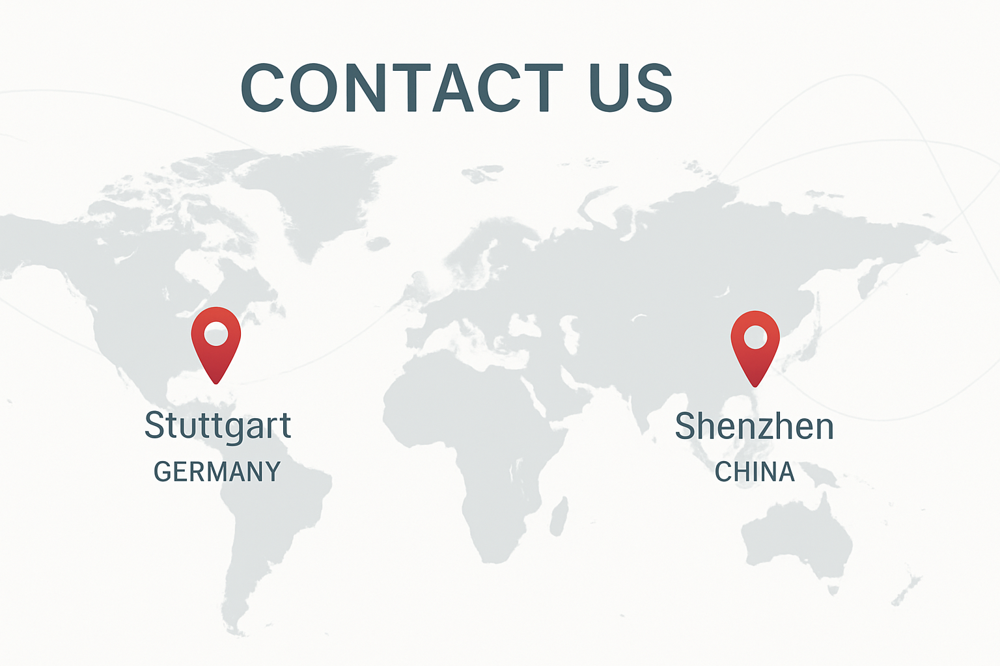 CONTACT US
Stuttgart
GERMANY
Shenzhen
CHINA